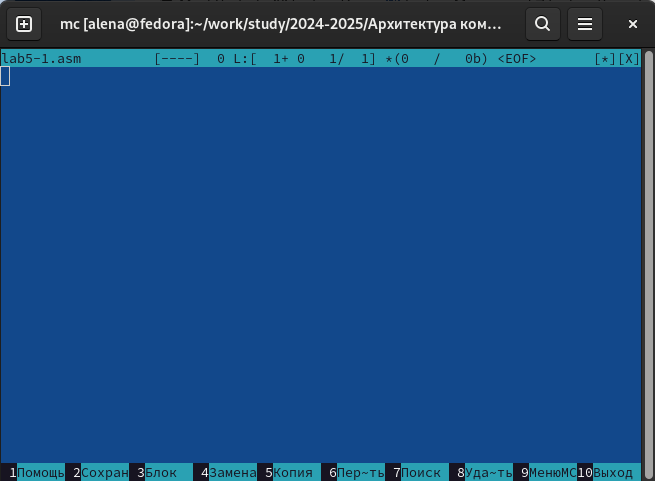 mc [alena@fedora]:~/work/study/2024-2025/Архитектура ком...
lab5-1.asm [----] 0 L:[ 1+ 0 1/ 1] *(0 / 0b) <EOF> [*][X]
1Помощь 2Сохран 3Блок 4Замена 5Копия 6Пер~ть 7Поиск 8Уда~ть 9МенюMC 10Выход